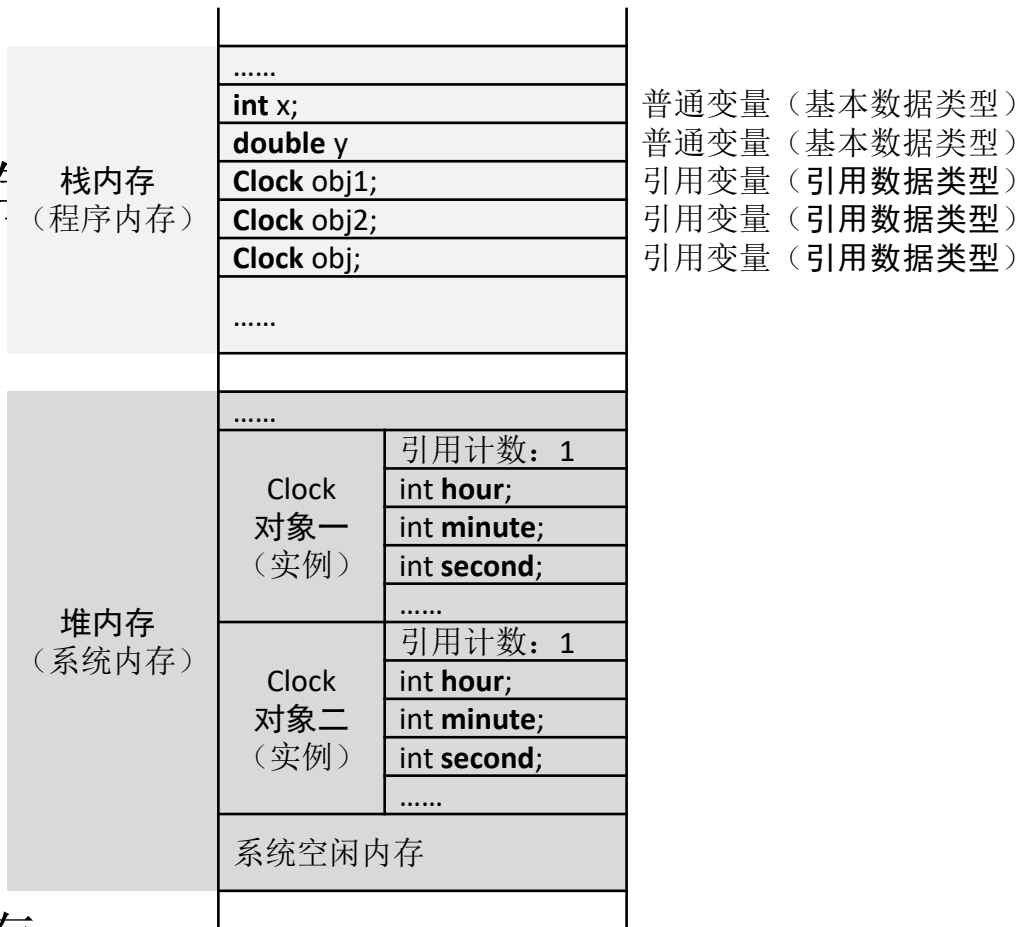 ……
int x;
普通变量（基本数据类型）
double y
普通变量（基本数据类型）
栈内存
（程序内存）
Clock obj1;
引用变量（引用数据类型）
Clock obj2;
引用变量（引用数据类型）
Clock obj;
引用变量（引用数据类型）
……
堆内存
（系统内存）
……
Clock
对象一
（实例）
引用计数：1
int hour;
int minute;
int second;
……
Clock
对象二
（实例）
引用计数：1
int hour;
int minute;
int second;
……
系统空闲内存